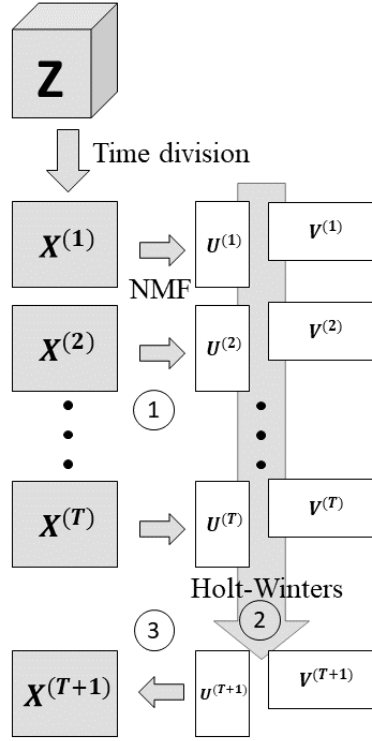 Z
Time division
X^(1) U^(1) V^(1)
NMF
X^(2) U^(2) V^(2)
1
X^(T) U^(T) V^(T)
Holt-Winters
3 2
X^(T+1) U^(T+1) V^(T+1)